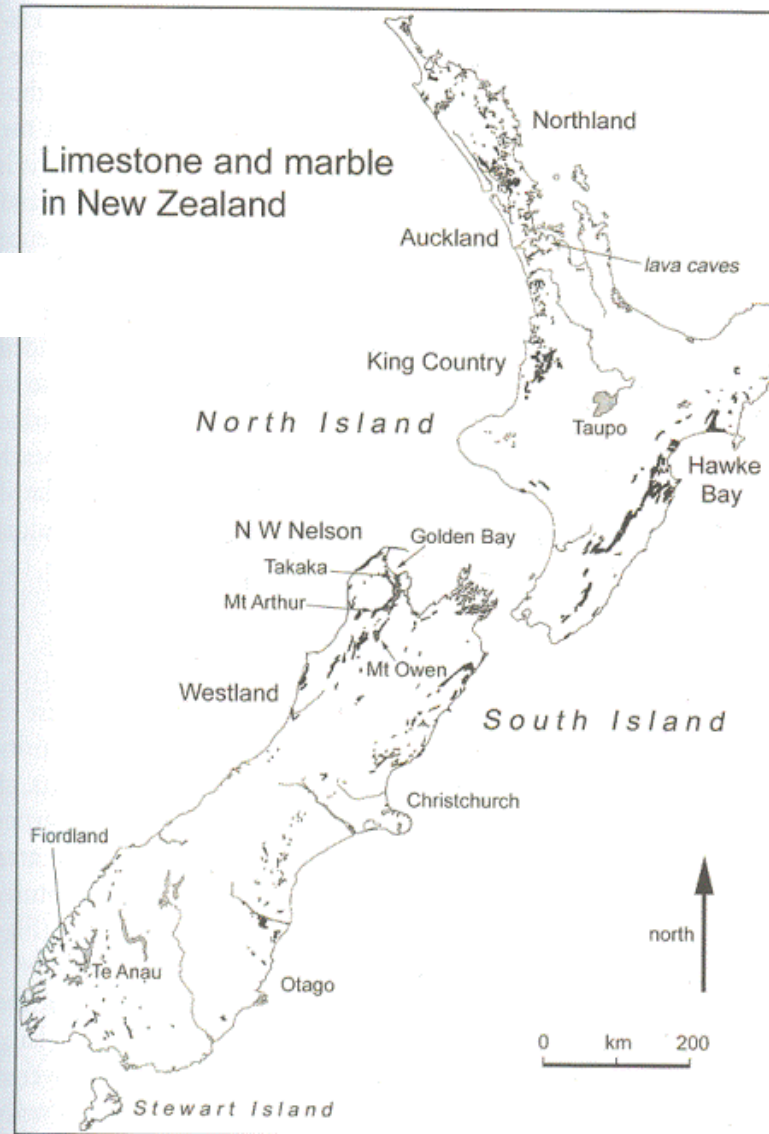 Limestone and marble
in New Zealand
Northland
Auckland
lava caves
King Country
North Island
Taupo
Hawke
Bay
N W Nelson
Golden Bay
Takaka
Mt Arthur
Mt Owen
Westland
South Island
Christchurch
Fiordland
north
Te Anau
Otago
0 km 200
Stewart Island